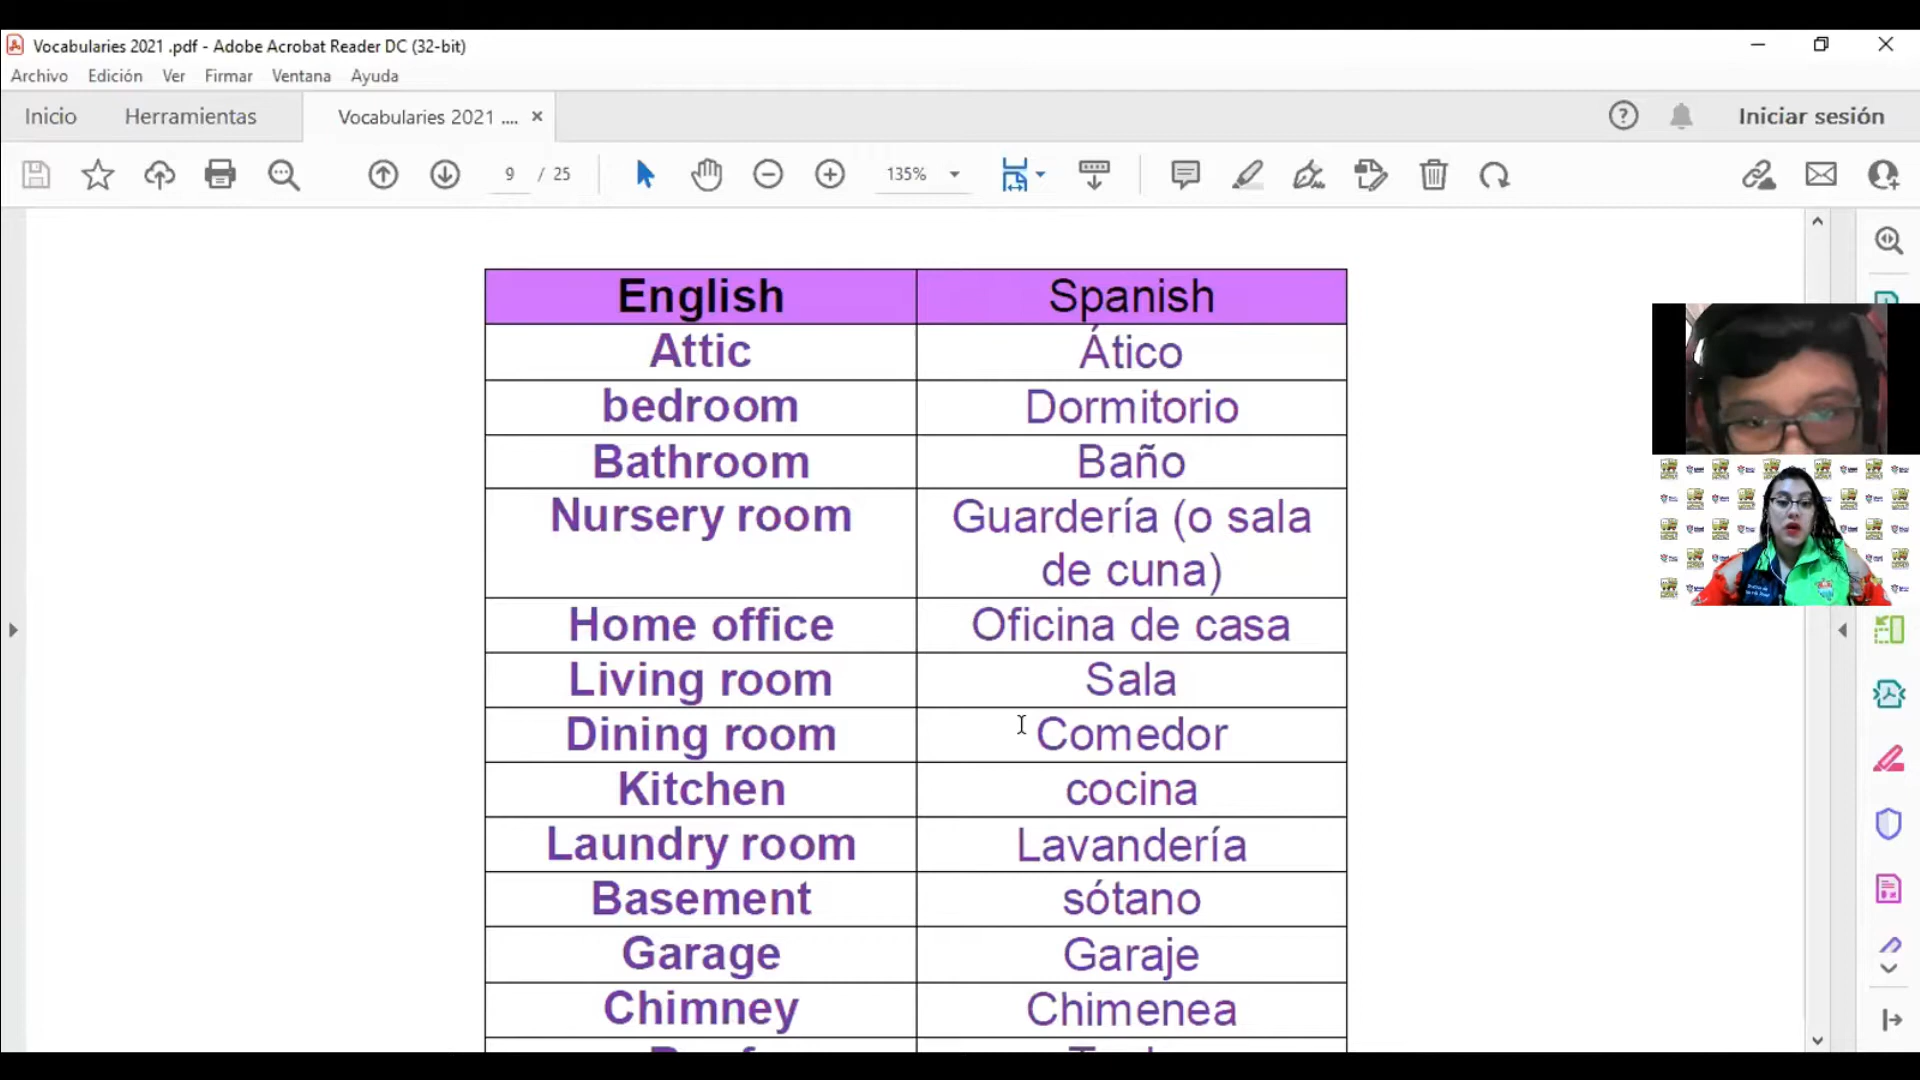 Vocabularies 2021 .pdf - Adobe Acrobat Reader DC (32-bit)
Archivo Edición Ver Firmar Ventana Ayuda
Inicio Herramientas Vocabularies 2021 .... × Iniciar sesión
9 / 25 135%
English Spanish
Attic Ático
bedroom Dormitorio
Bathroom Baño
Nursery room Guardería (o sala
de cuna)
Home office Oficina de casa
Living room Sala
Dining room Comedor
Kitchen cocina
Laundry room Lavandería
Basement sótano
Garage Garaje
Chimney Chimenea